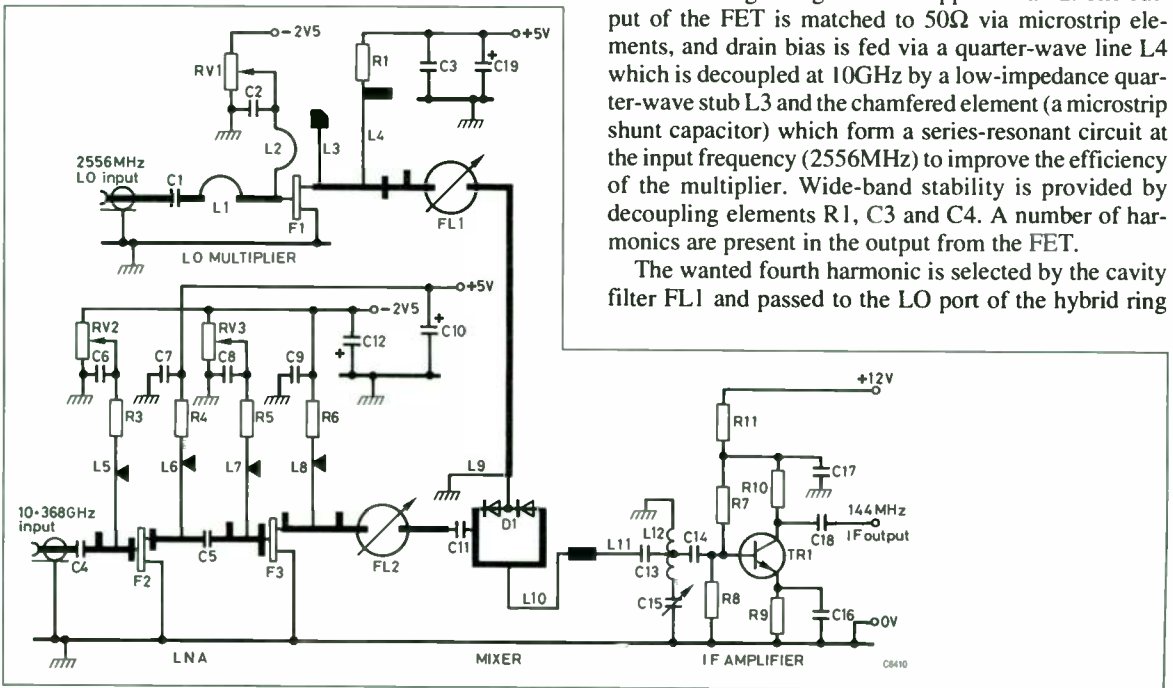 put of the FET is matched to 50Ω via microstrip ele-
ments, and drain bias is fed via a quarter-wave line L4
which is decoupled at 10GHz by a low-impedance quar-
ter-wave stub L3 and the chamfered element (a microstrip
shunt capacitor) which form a series-resonant circuit at
the input frequency (2556MHz) to improve the efficiency
of the multiplier. Wide-band stability is provided by
decoupling elements R1, C3 and C4. A number of har-
monics are present in the output from the FET.
The wanted fourth harmonic is selected by the cavity
filter FL1 and passed to the LO port of the hybrid ring
-2V5
+5V
RV1
R1
C3
C19
C2
L2
L3
L4
2556MHz
LO input
C1
L1
F1
FL1
LO MULTIPLIER
+5V
-2V5
RV2
RV3
C6
C7
C8
C9
C12
C10
R3
R4
R5
R6
L5
L6
L7
L8
L9
10·368GHz
input
C4
F2
C5
F3
FL2
C11
D1
L10
L11
+12V
R11
R7
R10
C17
144MHz
IF output
L12
C14
C13
C18
TR1
C15
R8
R9
C16
0V
LNA
MIXER
IF AMPLIFIER
C6410